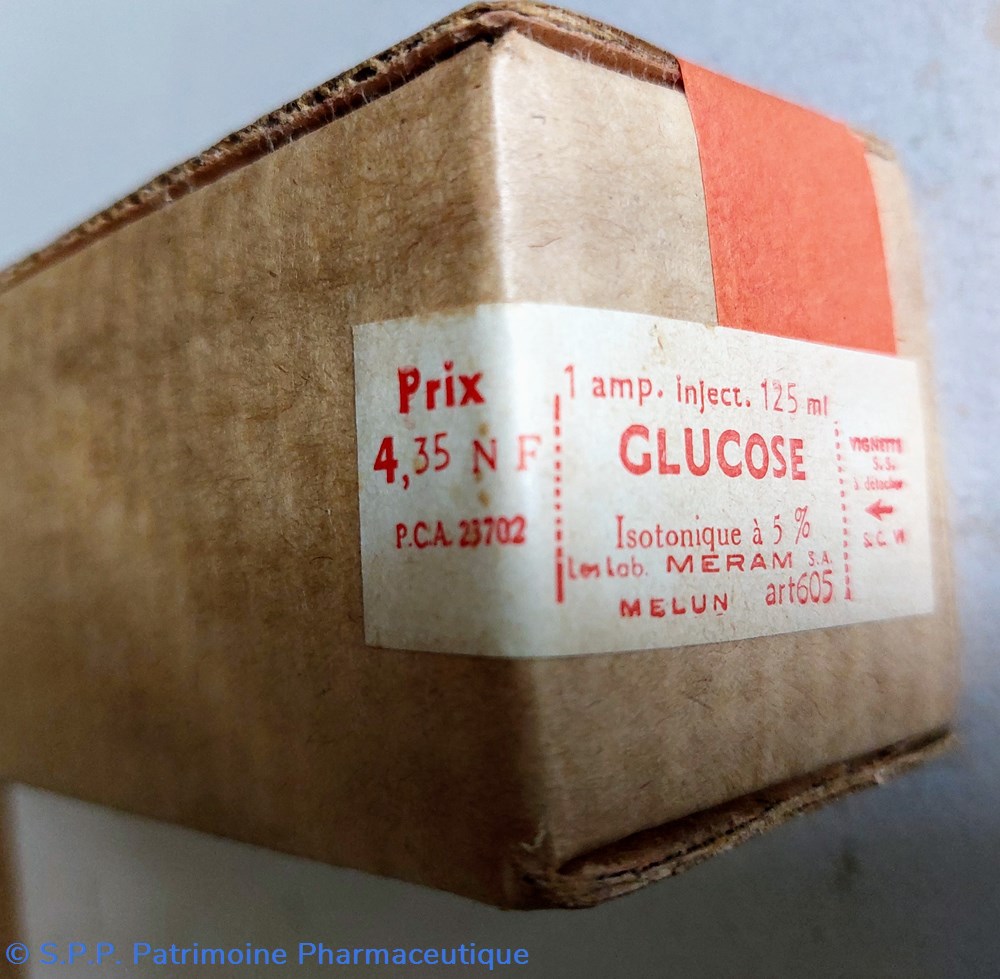 Prix
4,35 N F
P.C.A. 23702
1 amp. inject. 125 ml
GLUCOSE
Isotonique à 5 %
Les Lab. MERAM S.A.
MELUN art605
VIGNETTE
S.S.
à détacher
S.C. W
© S.P.P. Patrimoine Pharmaceutique